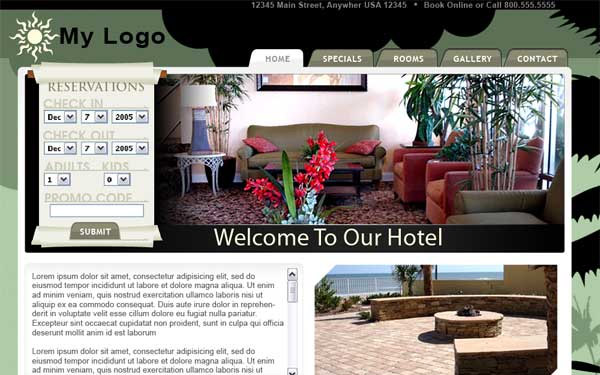 12345 Main Street, Anywher USA 12345 • Book Online or Call 800.555.5555
My Logo
HOME SPECIALS ROOMS GALLERY CONTACT
RESERVATIONS
CHECK IN
Dec 7 2005
CHECK OUT
Dec 7 2005
ADULTS KIDS
1 0
PROMO CODE
SUBMIT
Welcome To Our Hotel
Lorem ipsum dolor sit amet, consectetur adipisicing elit, sed do
eiusmod tempor incididunt ut labore et dolore magna aliqua. Ut enim
ad minim veniam, quis nostrud exercitation ullamco laboris nisi ut
aliquip ex ea commodo consequat. Duis aute irure dolor in reprehen-
derit in voluptate velit esse cillum dolore eu fugiat nulla pariatur.
Excepteur sint occaecat cupidatat non proident, sunt in culpa qui officia
deserunt mollit anim id est laborum
Lorem ipsum dolor sit amet, consectetur adipisicing elit, sed do
eiusmod tempor incididunt ut labore et dolore magna aliqua. Ut enim
ad minim veniam, quis nostrud exercitation ullamco laboris nisi ut